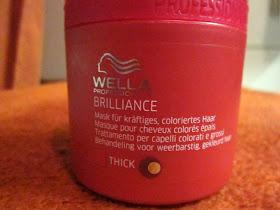 PROFESSION
WELLA
PROFESSIONALS
BRILLIANCE
Mask für kräftiges, coloriertes Haar
Masque pour cheveux colorés épais
Trattamento per capelli colorati e grossi
Behandeling voor weerbarstig, gekleurd haar
THICK